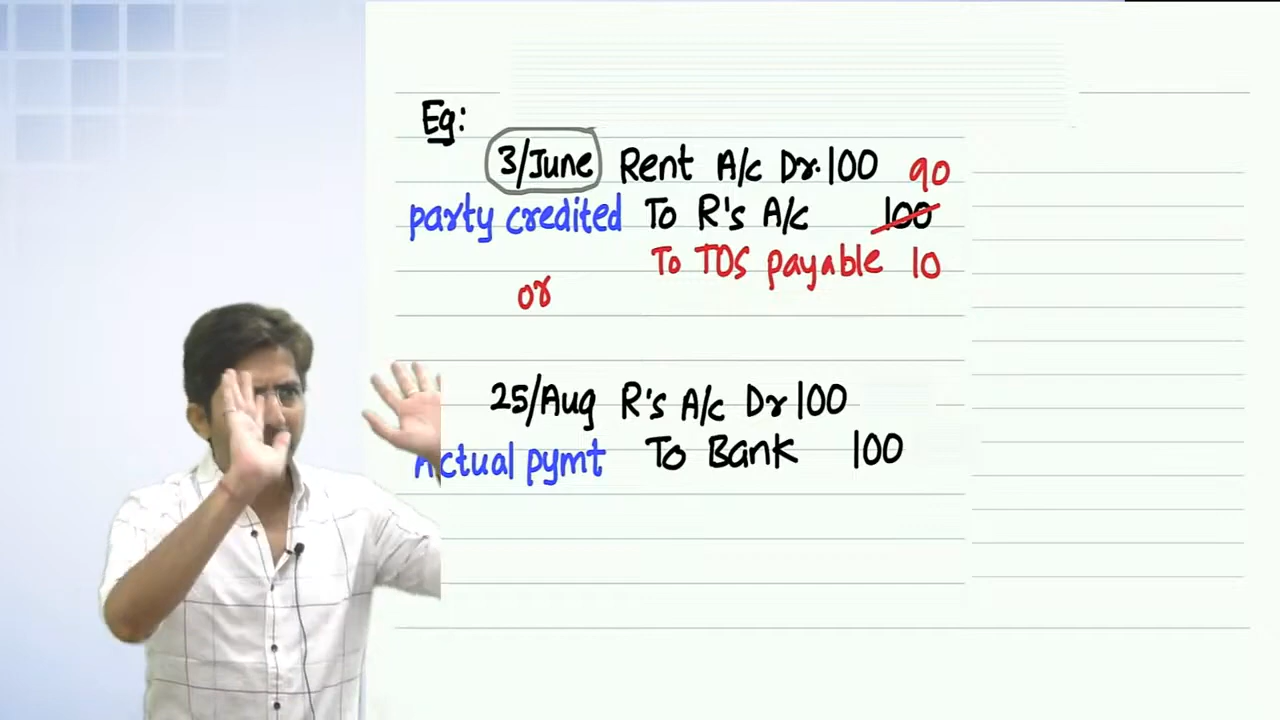 Eg:
3/June Rent A/c Dr. 100 90
party credited To R's A/c 100
To TDS payable 10
or
25/Aug R's A/c Dr 100
Actual pymt To Bank 100